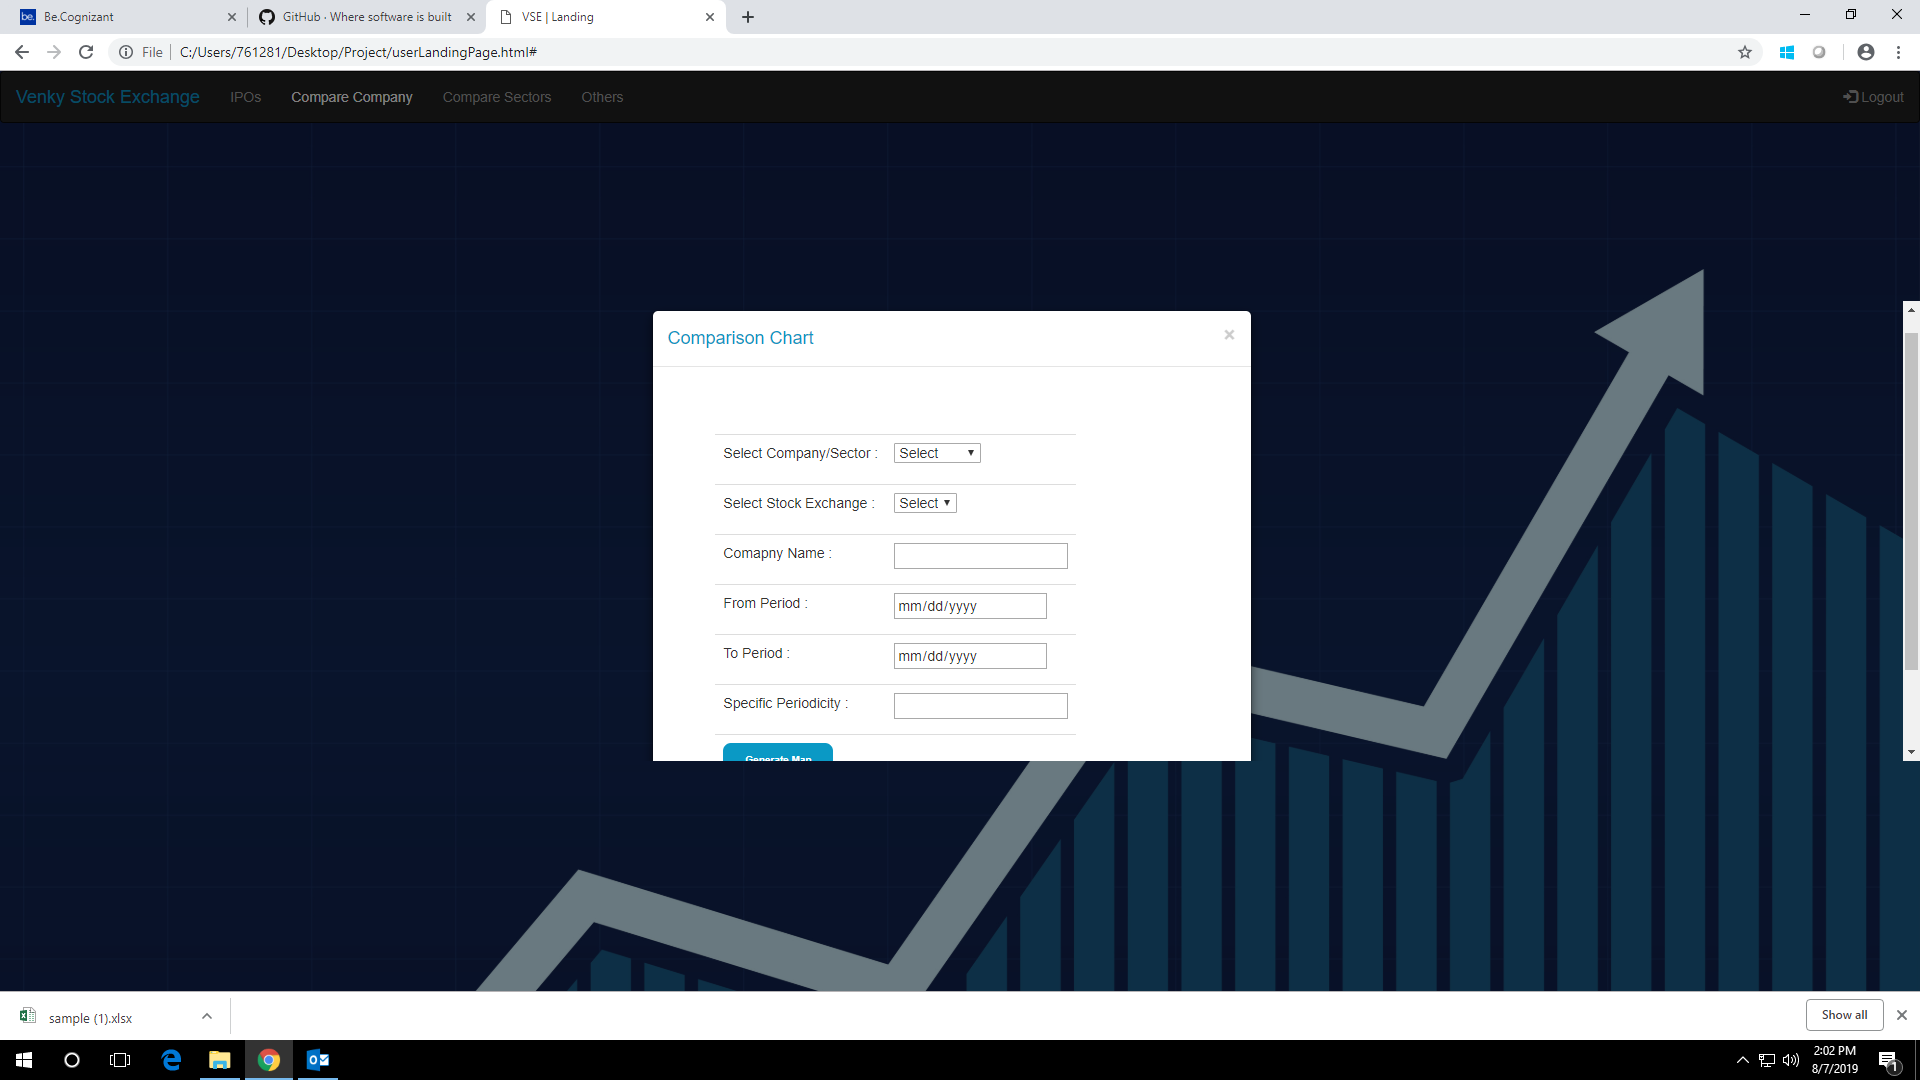 Be.Cognizant
GitHub · Where software is built
VSE | Landing
File
C:/Users/761281/Desktop/Project/userLandingPage.html#
Venky Stock Exchange
IPOs
Compare Company
Compare Sectors
Others
Logout
Comparison Chart
×
Select Company/Sector :
Select
Select Stock Exchange :
Select
Comapny Name :
From Period :
mm/dd/yyyy
To Period :
mm/dd/yyyy
Specific Periodicity :
Generate Map
sample (1).xlsx
Show all
2:02 PM
8/7/2019
1